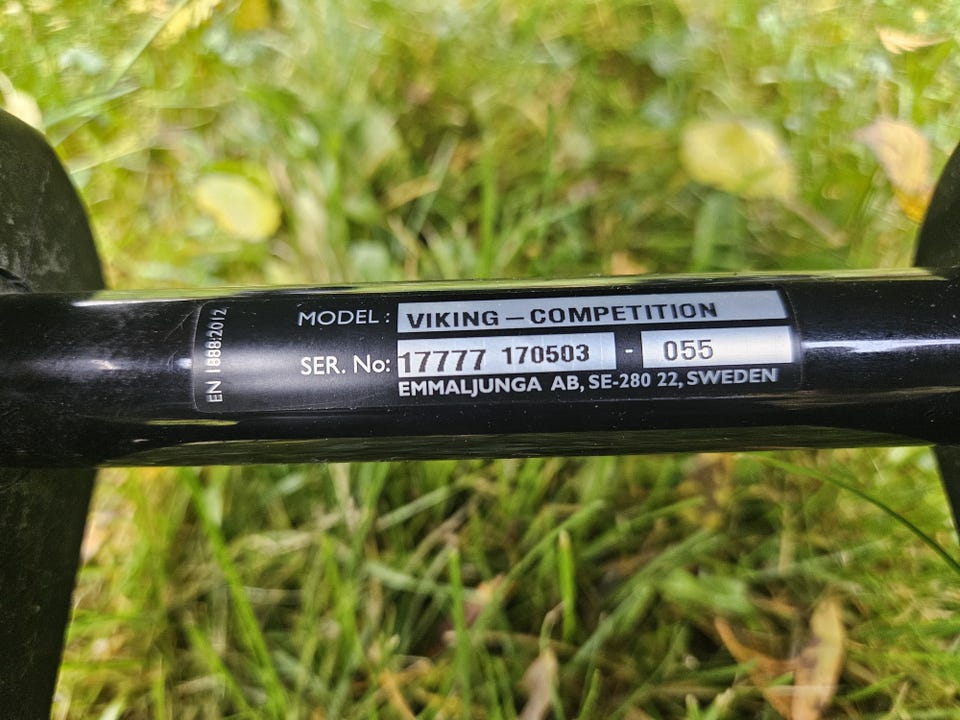 EN 1888:2012
MODEL: VIKING – COMPETITION
SER. No: 17777 170503 - 055
EMMALJUNGA AB, SE-280 22, SWEDEN